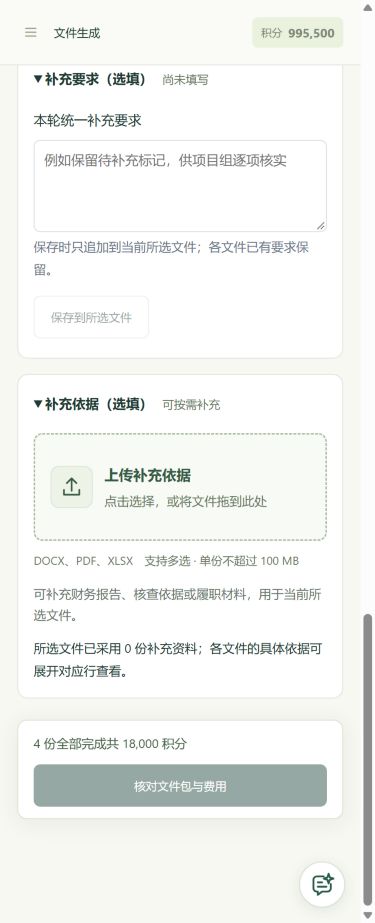 文件生成
积分 995,500
补充要求（选填） 尚未填写
本轮统一补充要求
例如保留待补充标记，供项目组逐项核实
保存时只追加到当前所选文件；各文件已有要求保
留。
保存到所选文件
补充依据（选填） 可按需补充
上传补充依据
点击选择，或将文件拖到此处
DOCX、PDF、XLSX 支持多选 · 单份不超过 100 MB
可补充财务报告、核查依据或履职材料，用于当前所
选文件。
所选文件已采用 0 份补充资料；各文件的具体依据可
展开对应行查看。
4 份全部完成共 18,000 积分
核对文件包与费用